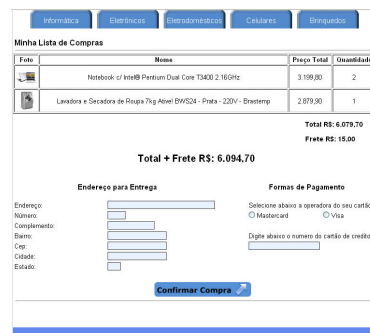 Informática Eletrônicos Eletrodomésticos Celulares Brinquedos
Minha Lista de Compras
Foto Nome Preço Total Quantidade
Notebook c/ Intel® Pentium Dual Core T3400 2.16GHz 3.199,80 2
Lavadora e Secadora de Roupa 7kg Ative! BWS24 - Prata - 220V - Brastemp 2.879,90 1
Total R$: 6.079,70
Frete R$: 15,00
Total + Frete R$: 6.094,70
Endereço para Entrega Formas de Pagamento
Endereço: Selecione abaixo a operadora do seu cartão
Número: Mastercard Visa
Complemento:
Bairro: Digite abaixo o numero do cartão de credito
Cep:
Cidade:
Estado:
Confirmar Compra